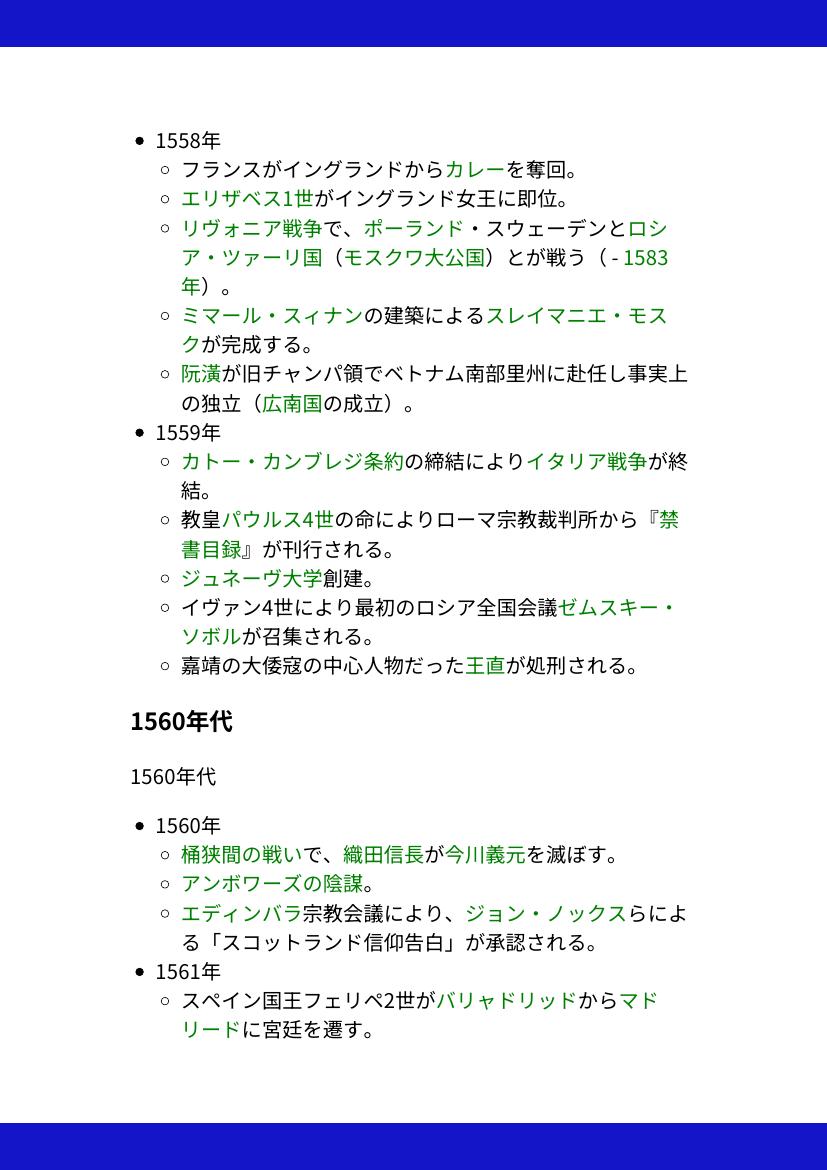 • 1558年
◦ フランスがイングランドからカレーを奪回。
◦ エリザベス1世がイングランド女王に即位。
◦ リヴォニア戦争で、ポーランド・スウェーデンとロシ
ア・ツァーリ国（モスクワ大公国）とが戦う（ - 1583
年）。
◦ ミマール・スィナンの建築によるスレイマニエ・モス
クが完成する。
◦ 阮潢が旧チャンパ領でベトナム南部里州に赴任し事実上
の独立（広南国の成立）。
• 1559年
◦ カトー・カンブレジ条約の締結によりイタリア戦争が終
結。
◦ 教皇パウルス4世の命によりローマ宗教裁判所から『禁
書目録』が刊行される。
◦ ジュネーヴ大学創建。
◦ イヴァン4世により最初のロシア全国会議ゼムスキー・
ソボルが召集される。
◦ 嘉靖の大倭寇の中心人物だった王直が処刑される。
1560年代
1560年代
• 1560年
◦ 桶狭間の戦いで、織田信長が今川義元を滅ぼす。
◦ アンボワーズの陰謀。
◦ エディンバラ宗教会議により、ジョン・ノックスらによ
る「スコットランド信仰告白」が承認される。
• 1561年
◦ スペイン国王フェリペ2世がバリャドリッドからマド
リードに宮廷を遷す。